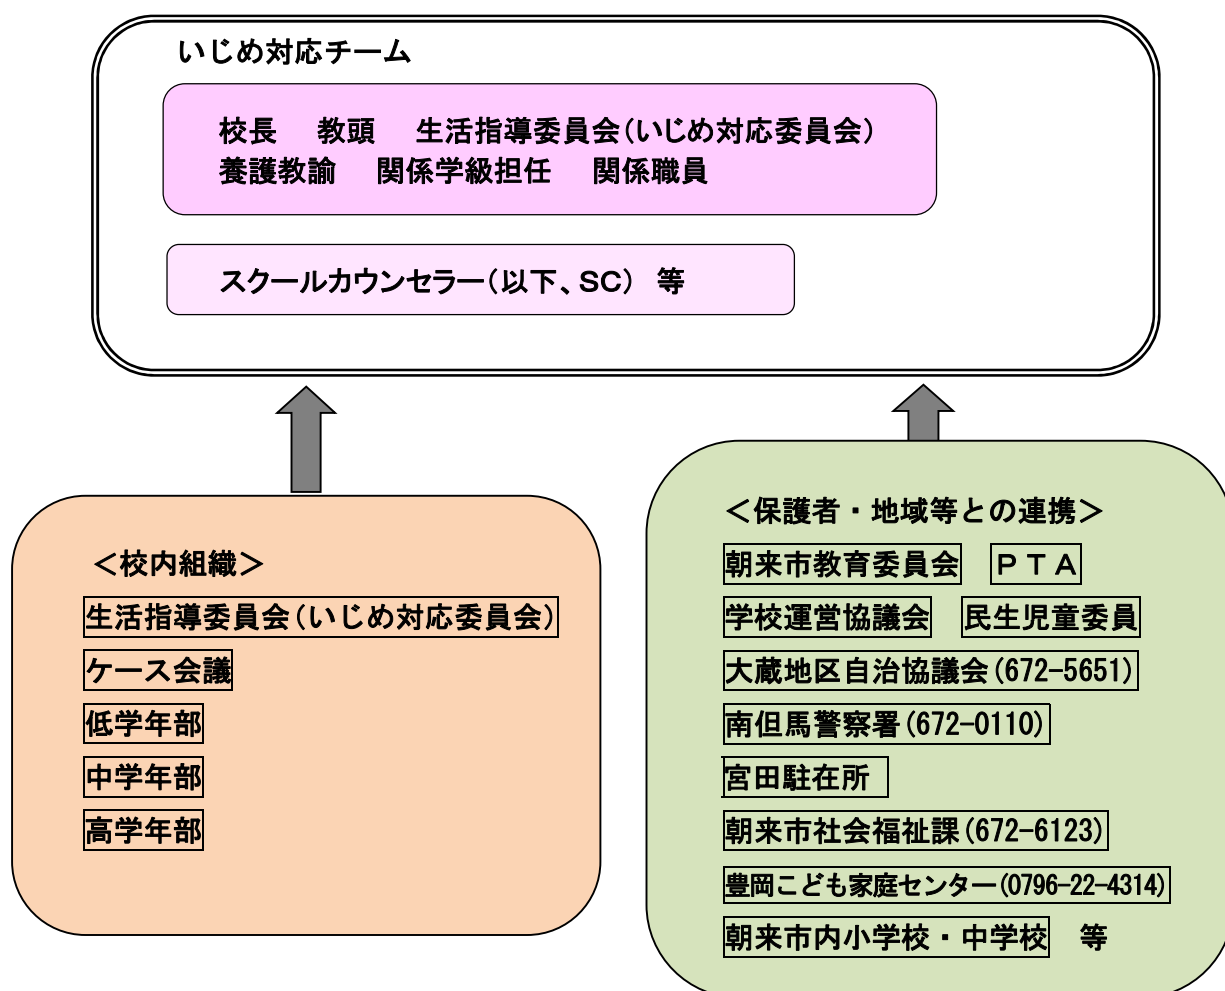 いじめ対応チーム
校長 教頭 生活指導委員会(いじめ対応委員会)
養護教諭 関係学級担任 関係職員
スクールカウンセラー(以下、SC) 等
＜校内組織＞
生活指導委員会(いじめ対応委員会)
ケース会議
低学年部
中学年部
高学年部
＜保護者・地域等との連携＞
朝来市教育委員会 ＰＴＡ
学校運営協議会 民生児童委員
大蔵地区自治協議会(672-5651)
南但馬警察署(672-0110)
宮田駐在所
朝来市社会福祉課(672-6123)
豊岡こども家庭センター(0796-22-4314)
朝来市内小学校・中学校 等